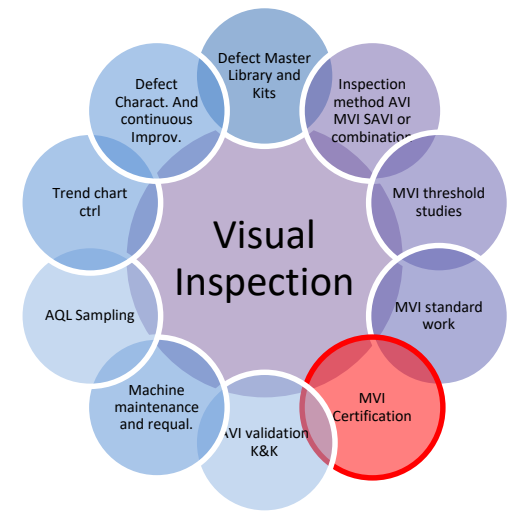 Visual
Inspection
Defect Master
Library and
Kits
Inspection
method AVI
MVI SAVI or
combination
MVI threshold
studies
MVI standard
work
MVI
Certification
AVI validation
K&K
Machine
maintenance
and requal.
AQL Sampling
Trend chart
ctrl
Defect
Charact. And
continuous
Improv.